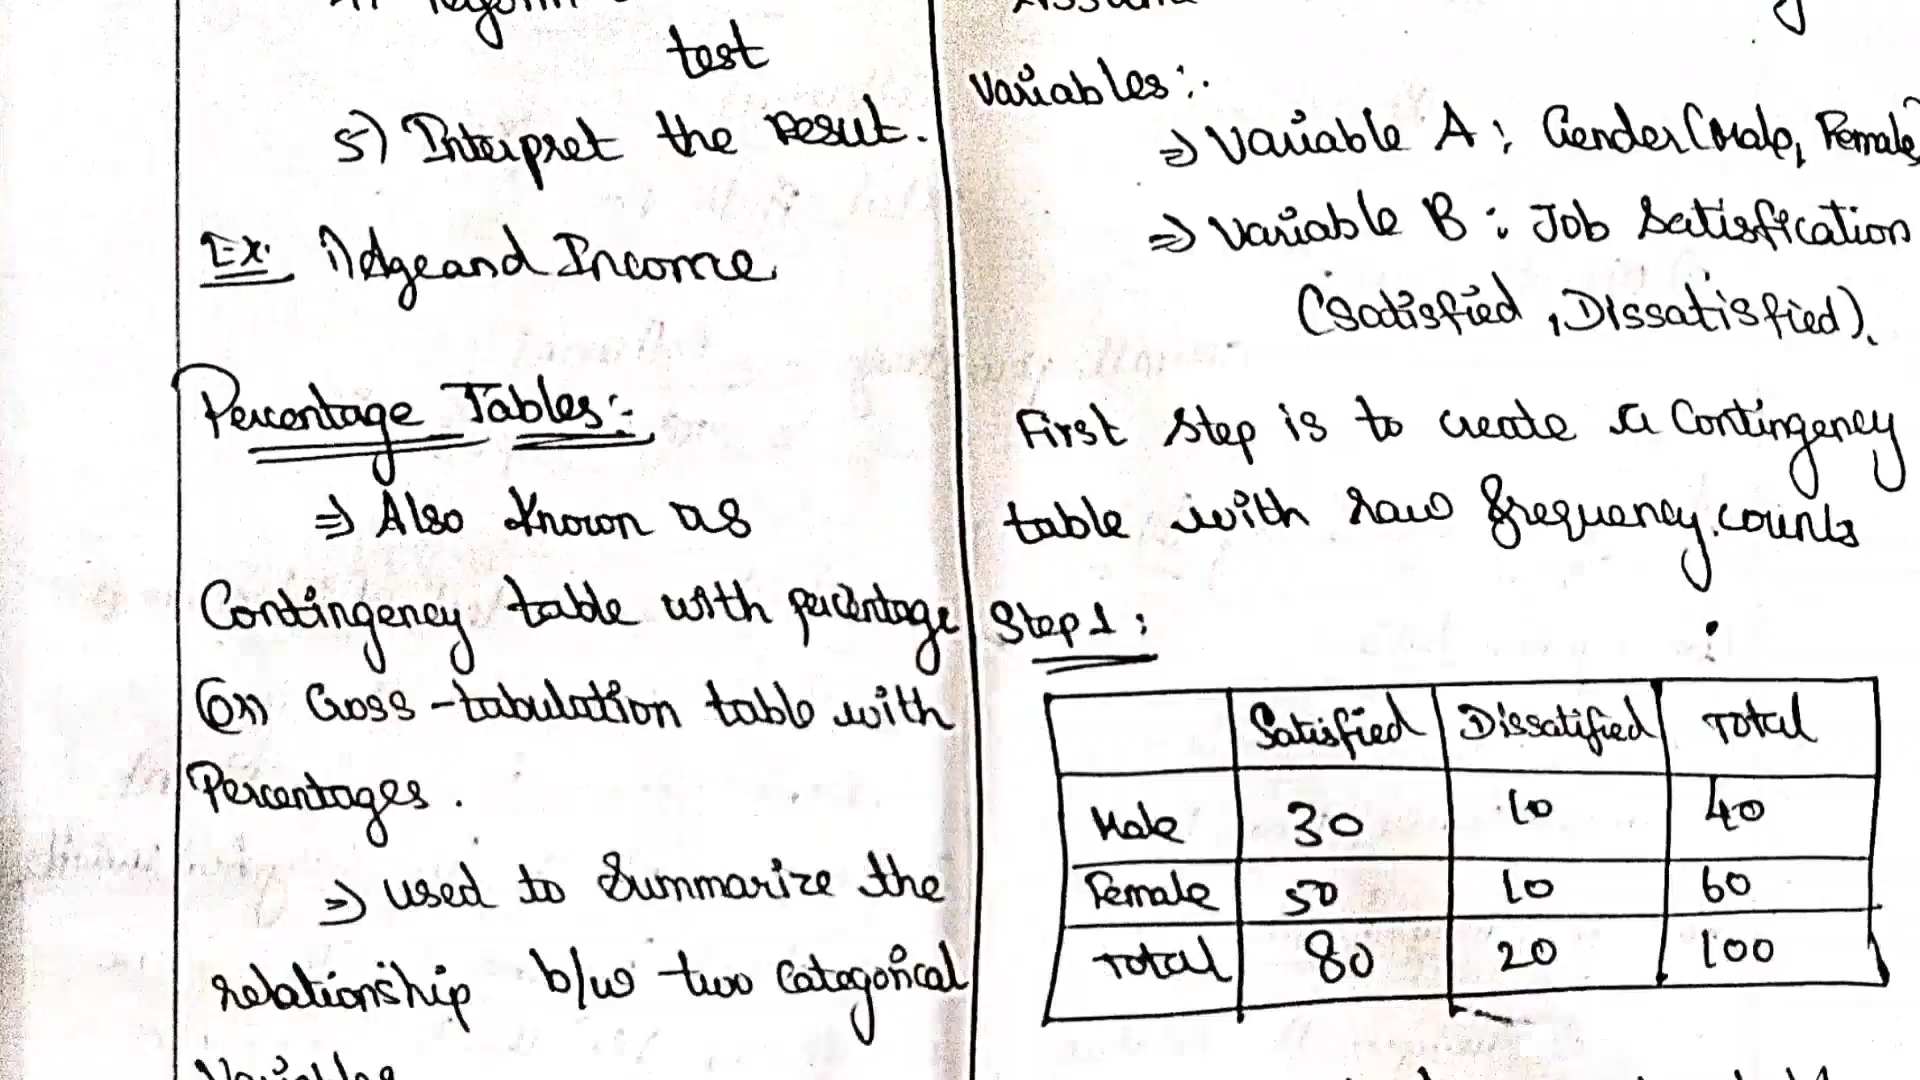 test
5) Interpret the result.
Ex: 1) Age and Income
Percentage Tables:-
⇒ Also known as
Contingency table with percentage
(or) Cross-tabulation table with
Percentages.
⇒ used to Summarize the
relationship b/w two Categorical
Variables
Variables:-
⇒ Variable A: Gender (Male, Female)
⇒ Variable B: Job Satisfication
(Satisfied, Dissatisfied).
First step is to create a Contingency
table with raw frequency counts
Step 1:
Satisfied Dissatified Total
Male 30 10 40
Female 50 10 60
Total 80 20 100